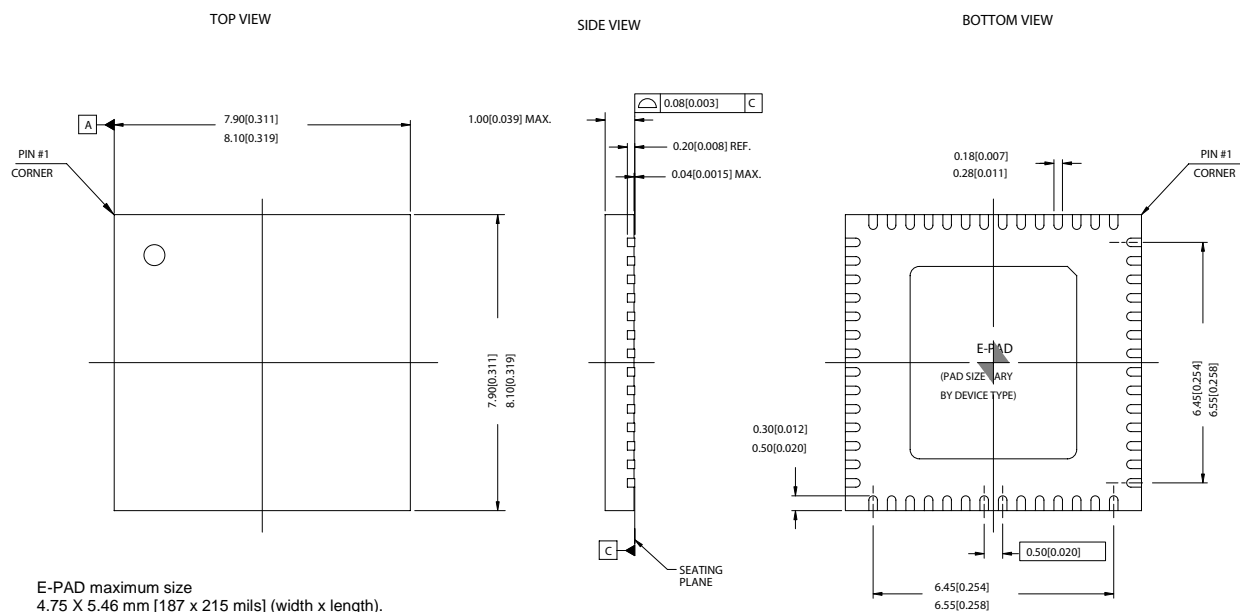 TOP VIEW
SIDE VIEW
BOTTOM VIEW
A
7.90[0.311]
8.10[0.319]
PIN #1
CORNER
7.90[0.311]
8.10[0.319]
1.00[0.039] MAX.
0.08[0.003] C
0.20[0.008] REF.
0.04[0.0015] MAX.
C
SEATING
PLANE
0.18[0.007]
0.28[0.011]
PIN #1
CORNER
E-PAD
(PAD SIZE VARY
BY DEVICE TYPE)
6.45[0.254]
6.55[0.258]
0.30[0.012]
0.50[0.020]
0.50[0.020]
6.45[0.254]
6.55[0.258]
E-PAD maximum size
4.75 X 5.46 mm [187 x 215 mils] (width x length).